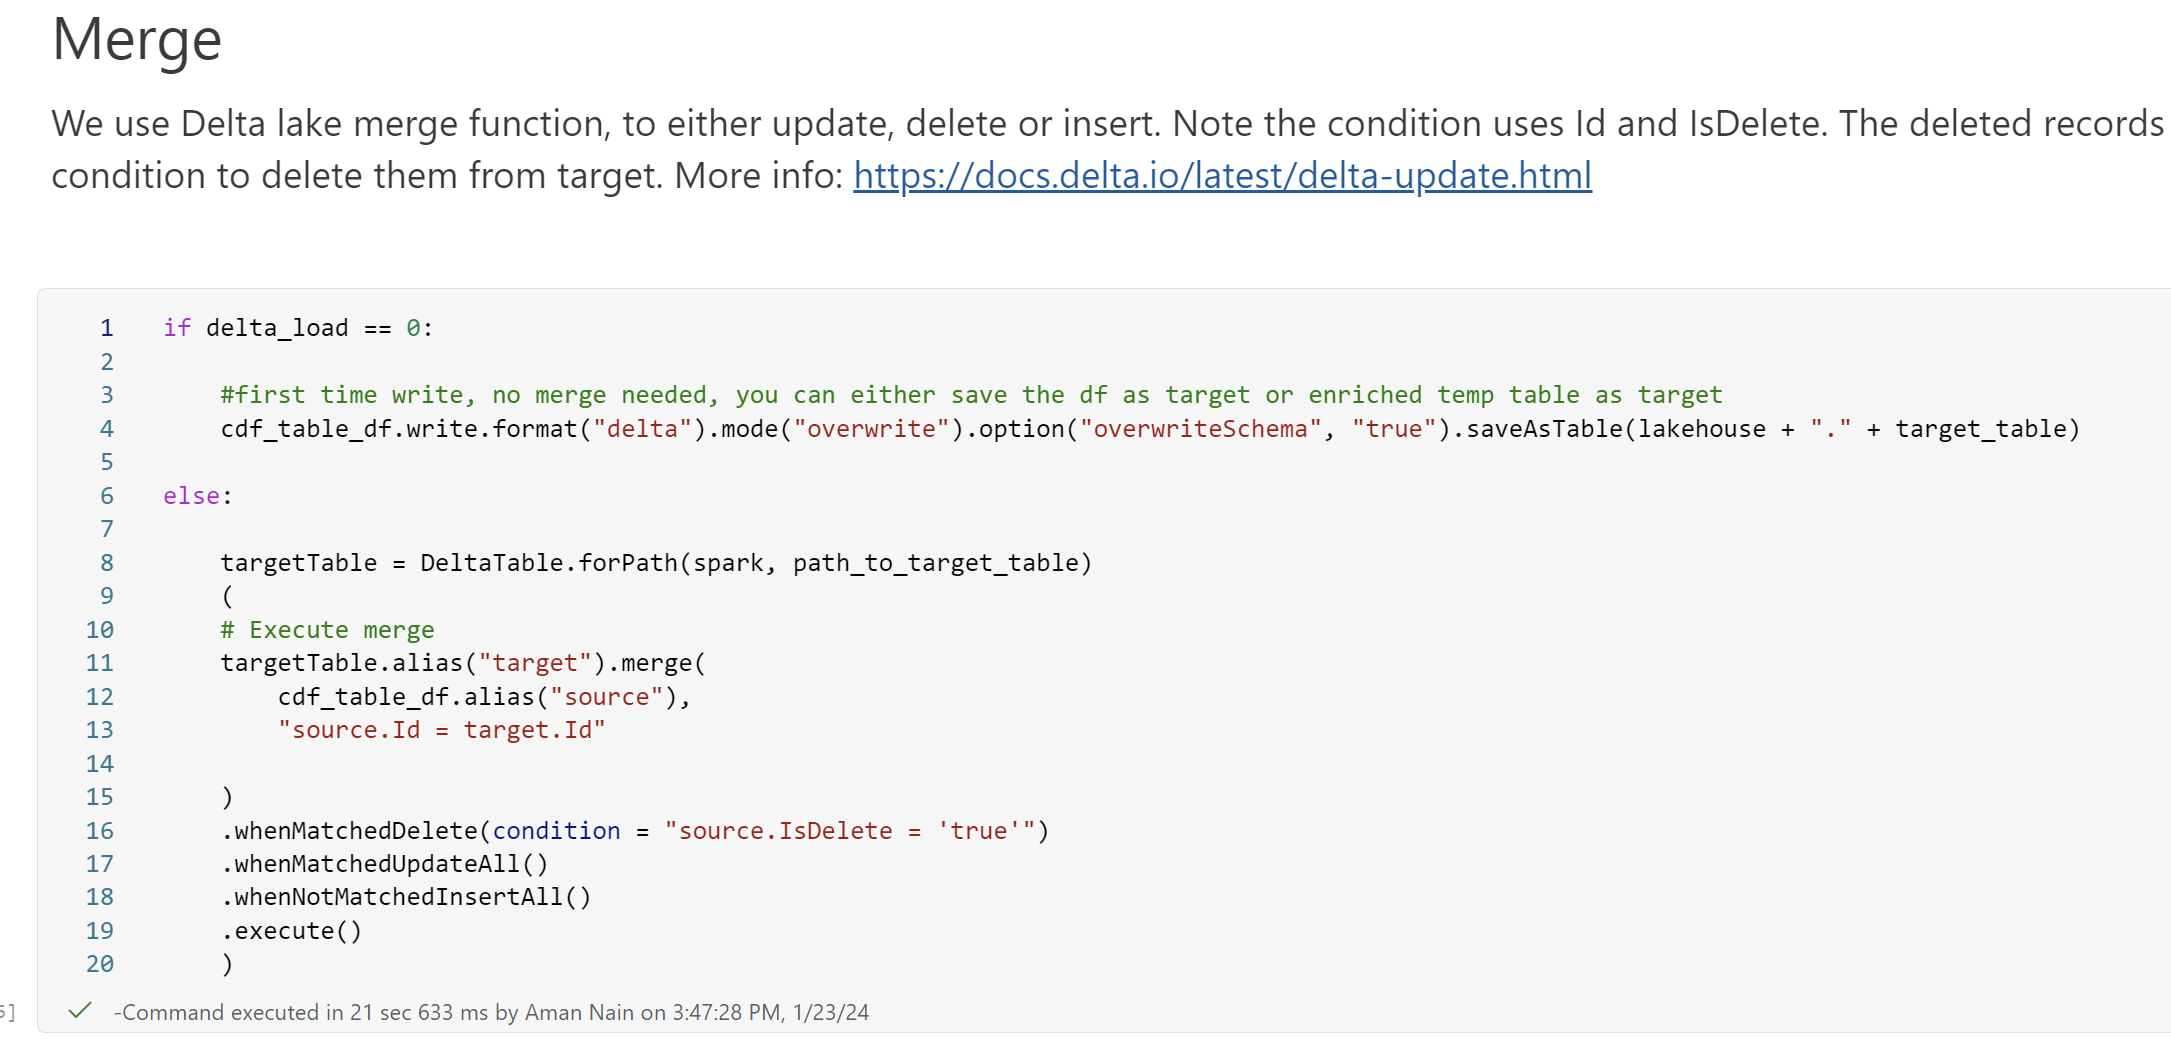 Merge
We use Delta lake merge function, to either update, delete or insert. Note the condition uses Id and IsDelete. The deleted records
condition to delete them from target. More info: https://docs.delta.io/latest/delta-update.html
1 if delta_load == 0:
2
3 #first time write, no merge needed, you can either save the df as target or enriched temp table as target
4 cdf_table_df.write.format("delta").mode("overwrite").option("overwriteSchema", "true").saveAsTable(lakehouse + "." + target_table)
5
6 else:
7
8 targetTable = DeltaTable.forPath(spark, path_to_target_table)
9 (
10 # Execute merge
11 targetTable.alias("target").merge(
12 cdf_table_df.alias("source"),
13 "source.Id = target.Id"
14
15 )
16 .whenMatchedDelete(condition = "source.IsDelete = 'true'")
17 .whenMatchedUpdateAll()
18 .whenNotMatchedInsertAll()
19 .execute()
20 )
-Command executed in 21 sec 633 ms by Aman Nain on 3:47:28 PM, 1/23/24